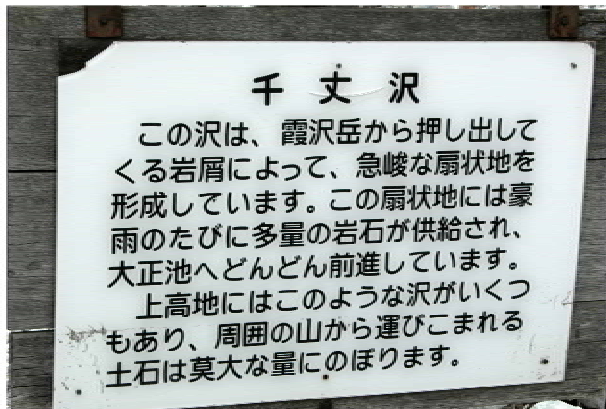 千丈沢
この沢は、霞沢岳から押し出して
くる岩屑によって、急峻な扇状地を
形成しています。この扇状地には豪
雨のたびに多量の岩石が供給され、
大正池へどんどん前進しています。
上高地にはこのような沢がいくつ
もあり、周囲の山から運びこまれる
土石は莫大な量にのぼります。